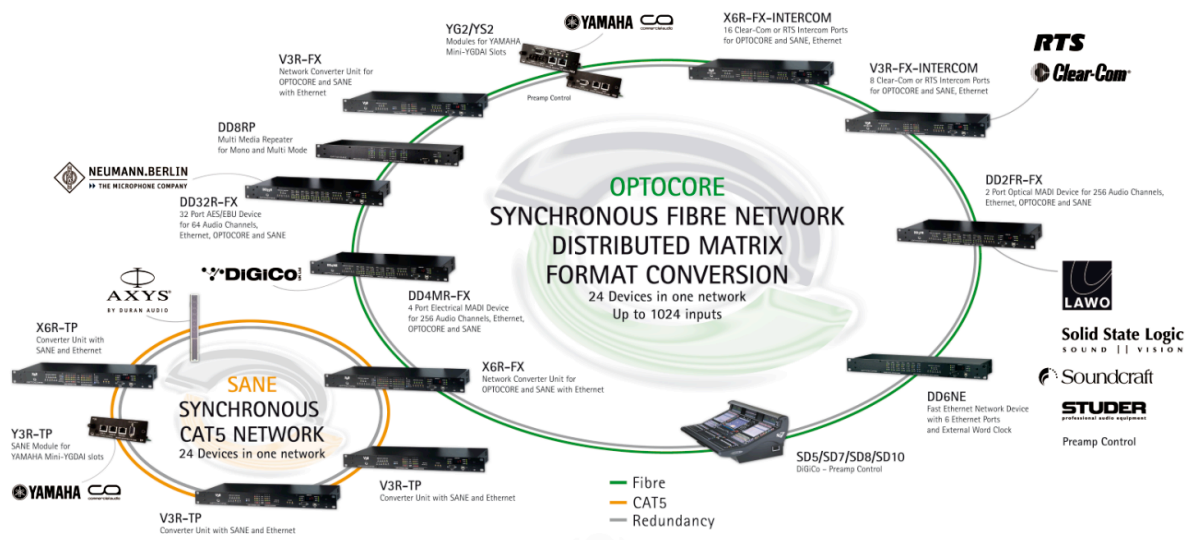 YG2/YS2
Modules for YAMAHA
Mini-YGDAI Slots
YAMAHA
Preamp Control
X6R-FX-INTERCOM
16 Clear-Com or RTS Intercom Ports
for OPTOCORE and SANE, Ethernet
RTS
Clear-Com
V3R-FX-INTERCOM
8 Clear-Com or RTS Intercom Ports
for OPTOCORE and SANE, Ethernet
V3R-FX
Network Converter Unit for
OPTOCORE and SANE
with Ethernet
DD8RP
Multi Media Repeater
for Mono and Multi Mode
NEUMANN.BERLIN
THE MICROPHONE COMPANY
DD32R-FX
32 Port AES/EBU Device
for 64 Audio Channels,
Ethernet, OPTOCORE and SANE
DD2FR-FX
2 Port Optical MADI Device for 256 Audio Channels,
Ethernet, OPTOCORE and SANE
OPTOCORE
SYNCHRONOUS FIBRE NETWORK
DISTRIBUTED MATRIX
FORMAT CONVERSION
24 Devices in one network
Up to 1024 inputs
DiGiCo
DD4MR-FX
4 Port Electrical MADI Device
for 256 Audio Channels, Ethernet,
OPTOCORE and SANE
LAWO
Solid State Logic
SOUND || VISION
Soundcraft
STUDER
professional audio equipment
Preamp Control
AXYS®
BY DURAN AUDIO
X6R-TP
Converter Unit with
SANE and Ethernet
X6R-FX
Network Converter Unit for
OPTOCORE and SANE with Ethernet
DD6NE
Fast Ethernet Network Device
with 6 Ethernet Ports
and External Word Clock
SANE
SYNCHRONOUS
CAT5 NETWORK
24 Devices in one network
Y3R-TP
SANE Module for
YAMAHA Mini-YGDAI slots
YAMAHA
SD5/SD7/SD8/SD10
DiGiCo – Preamp Control
V3R-TP
Converter Unit with SANE and Ethernet
V3R-TP
Converter Unit with SANE and Ethernet
Fibre
CAT5
Redundancy